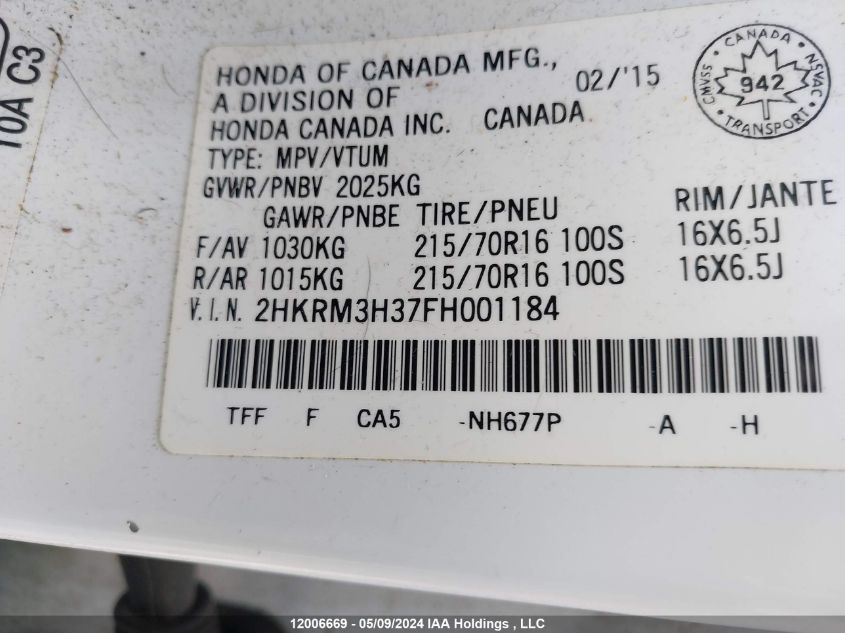 10A C3
HONDA OF CANADA MFG., 02/'15
A DIVISION OF
HONDA CANADA INC. CANADA
TYPE: MPV/VTUM
GVWR/PNBV 2025KG
GAWR/PNBE TIRE/PNEU RIM/JANTE
F/AV 1030KG 215/70R16 100S 16X6.5J
R/AR 1015KG 215/70R16 100S 16X6.5J
V.I.N. 2HKRM3H37FH001184
TFF F CA5 -NH677P -A -H
CANADA
CMVSS 942 NSVAC
TRANSPORT
12006669 - 05/09/2024 IAA Holdings , LLC